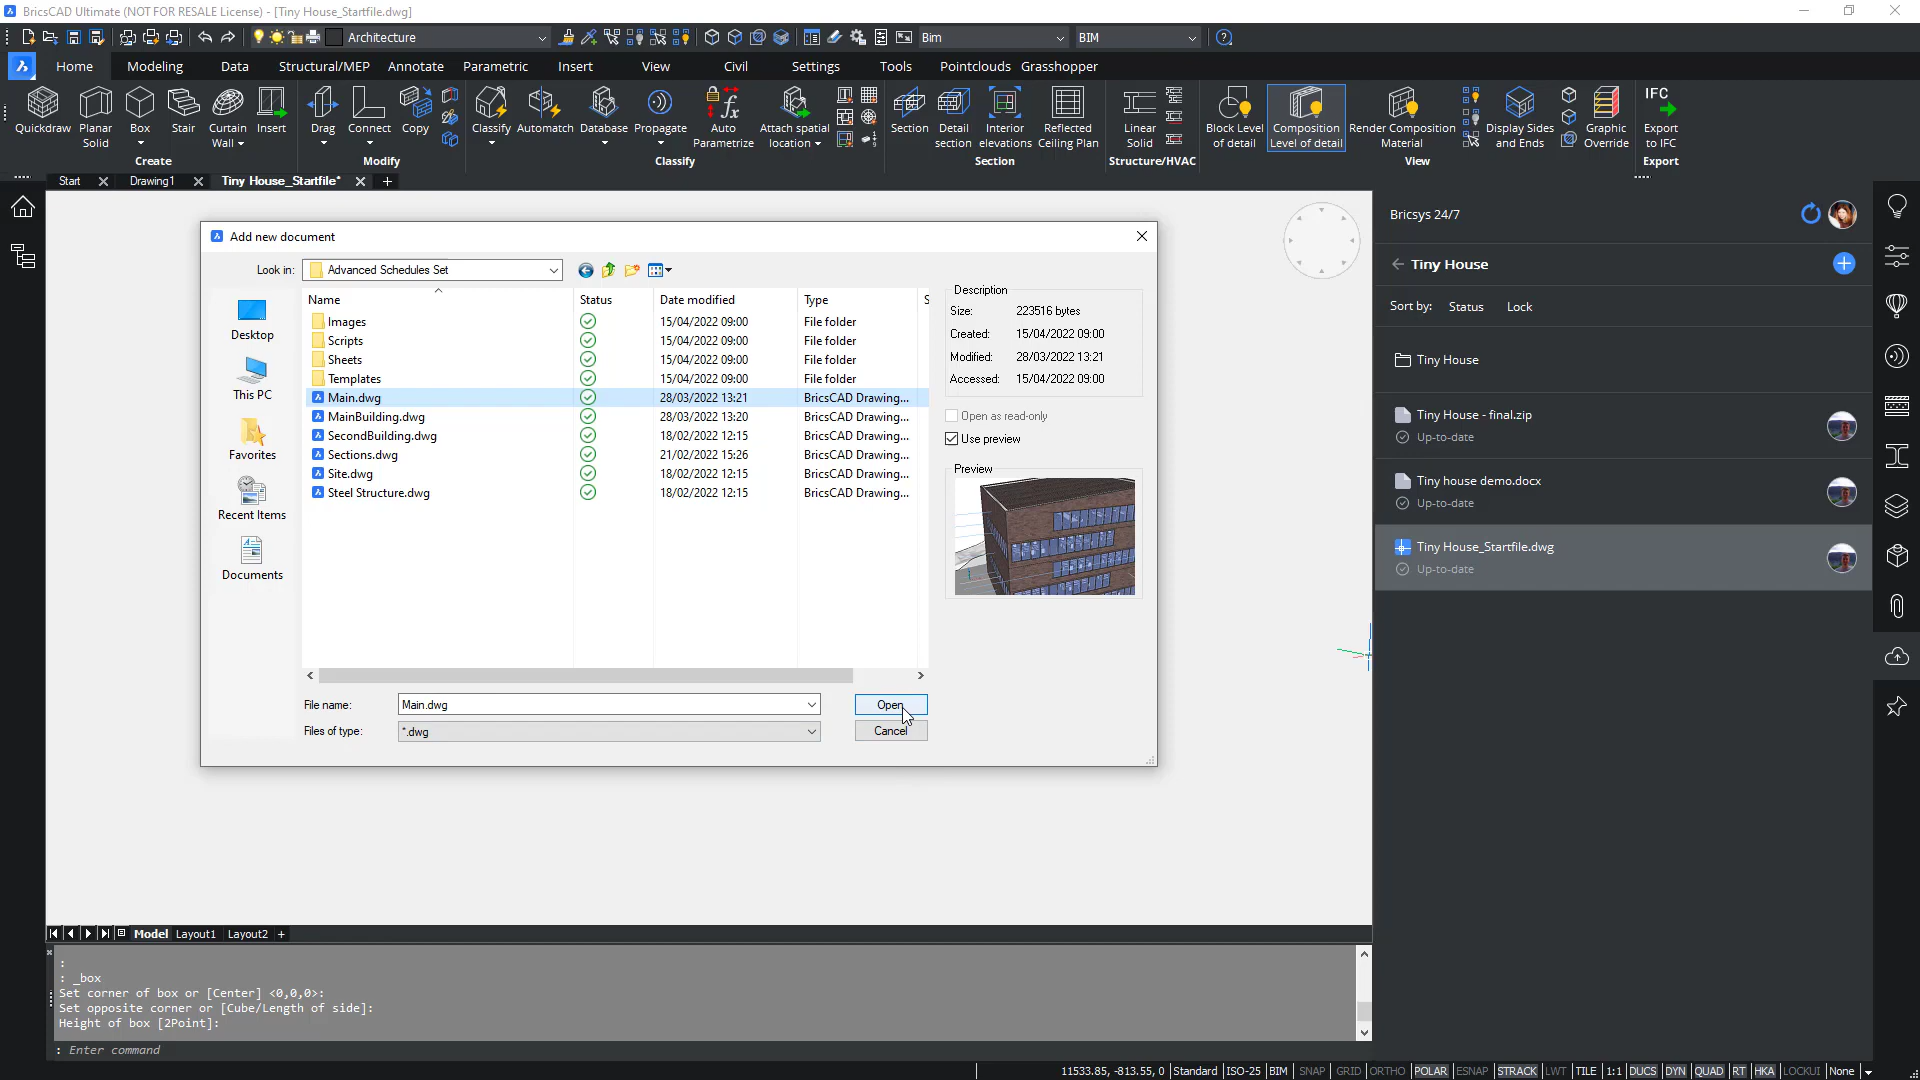 BricsCAD Ultimate (NOT FOR RESALE License) - [Tiny House_Startfile.dwg]
Architecture
Bim
BIM
Home
Modeling
Data
Structural/MEP
Annotate
Parametric
Insert
View
Civil
Settings
Tools
Pointclouds
Grasshopper
Quickdraw
Planar
Solid
Box
Stair
Curtain
Wall
Insert
Create
Drag
Connect
Copy
Modify
Classify
Automatch
Database
Propagate
Auto
Parametrize
Attach spatial
location
Classify
Section
Detail
section
Interior
elevations
Reflected
Ceiling Plan
Section
Linear
Solid
Structure/HVAC
Block Level
of detail
Composition
Level of detail
Render Composition
Material
Display Sides
and Ends
Graphic
Override
View
IFC
Export
to IFC
Export
Start
Drawing1
Tiny House_Startfile*
Add new document
Look in:
Advanced Schedules Set
Desktop
This PC
Favorites
Recent Items
Documents
Name Status Date modified Type S
Images 15/04/2022 09:00 File folder
Scripts 15/04/2022 09:00 File folder
Sheets 15/04/2022 09:00 File folder
Templates 15/04/2022 09:00 File folder
Main.dwg 28/03/2022 13:21 BricsCAD Drawing...
MainBuilding.dwg 28/03/2022 13:20 BricsCAD Drawing...
SecondBuilding.dwg 18/02/2022 12:15 BricsCAD Drawing...
Sections.dwg 21/02/2022 15:26 BricsCAD Drawing...
Site.dwg 18/02/2022 12:15 BricsCAD Drawing...
Steel Structure.dwg 18/02/2022 12:15 BricsCAD Drawing...
Description
Size: 223516 bytes
Created: 15/04/2022 09:00
Modified: 28/03/2022 13:21
Accessed: 15/04/2022 09:00
Open as read-only
Use preview
Preview
File name: Main.dwg
Open
Files of type: *.dwg
Cancel
Bricsys 24/7
Tiny House
Sort by: Status Lock
Tiny House
Tiny House - final.zip
Up-to-date
Tiny house demo.docx
Up-to-date
Tiny House_Startfile.dwg
Up-to-date
Model
Layout1
Layout2
+
:
: _box
Set corner of box or [Center] <0,0,0>:
Set opposite corner or [Cube/Length of side]:
Height of box [2Point]:
: Enter command
11533.85, -813.55, 0 Standard ISO-25 BIM SNAP GRID ORTHO POLAR ESNAP STRACK LWT TILE 1:1 DUCS DYN QUAD RT HKA LOCKUI None